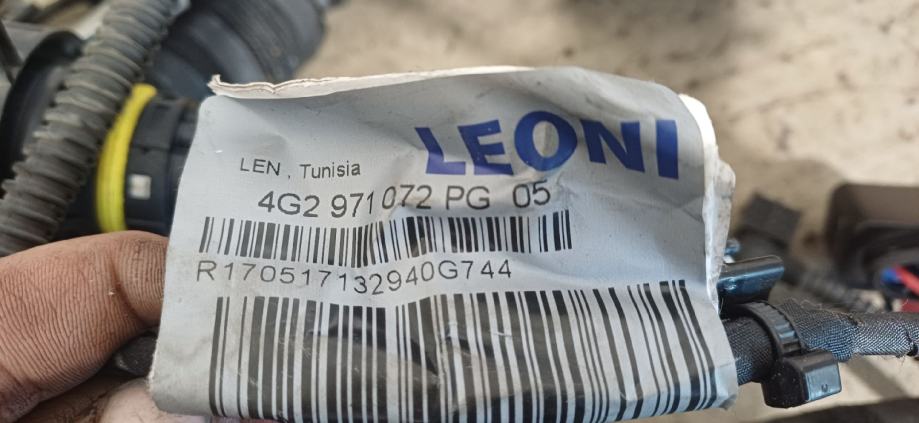 LEONI
LEN , Tunisia
4G2 971 072 PG 05
R170517132940G744